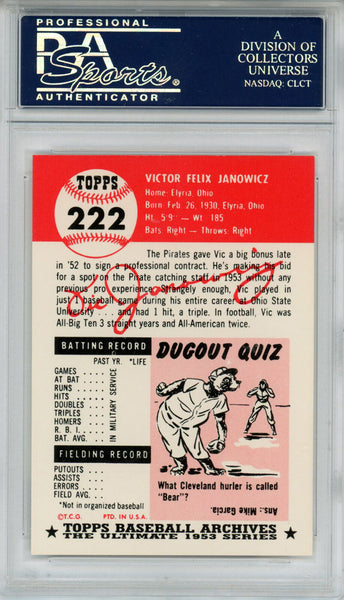 PROFESSIONAL
PSA
Sports
AUTHENTICATOR
A
DIVISION OF
COLLECTORS
UNIVERSE
NASDAQ: CLCT
TOPPS
222
VICTOR FELIX JANOWICZ
Home: Elyria, Ohio
Born: Feb 26, 1930, Elyria, Ohio
Ht. 5'9" - Wt. 185
Bats: Right - Throws: Right
The Pirates gave Vic a big bonus late
in '52 to sign a professional contract. He's making his bid
for a spot on the Pirate catching staff in 1953 without
any previous pro experience. Strangely enough, Vic played in
just 2 baseball games during his entire career at Ohio State
University . . . and had 1 hit, a triple. In football, Vic was
All-Big Ten 3 straight years and All-American twice.
Vic Janowicz
BATTING RECORD
PAST YR. *LIFE
GAMES
AT BAT
RUNS
HITS
DOUBLES
TRIPLES
HOMERS
R. B. I.
BAT. AVG.
IN MILITARY SERVICE
FIELDING RECORD
PUTOUTS
ASSISTS
ERRORS
FIELD AVG.
*Not in organized baseball
DUGOUT QUIZ
What Cleveland hurler is called
"Bear"?
Ans.: Mike Garcia.
©T.C.G. PTD. IN U.S.A.
TOPPS BASEBALL ARCHIVES
THE ULTIMATE 1953 SERIES